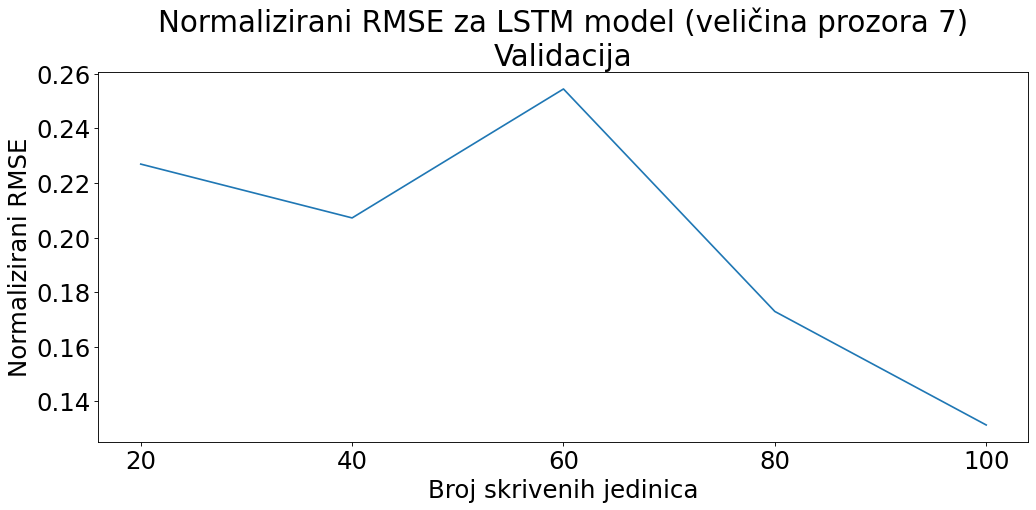 Normalizirani RMSE za LSTM model (veličina prozora 7)
Validacija
0.26
0.24
0.22
0.20
0.18
0.16
0.14
Normalizirani RMSE
20 40 60 80 100
Broj skrivenih jedinica